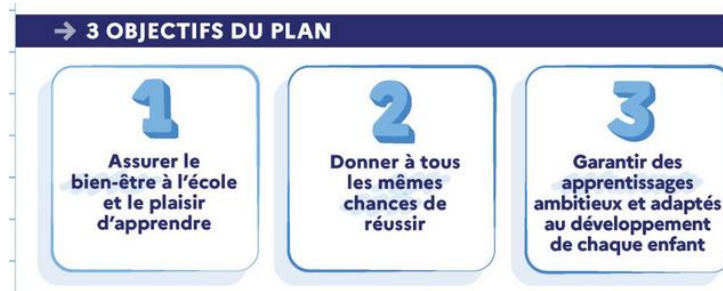 → 3 OBJECTIFS DU PLAN
1
Assurer le
bien-être à l'école
et le plaisir
d'apprendre
2
Donner à tous
les mêmes
chances de
réussir
3
Garantir des
apprentissages
ambitieux et adaptés
au développement
de chaque enfant